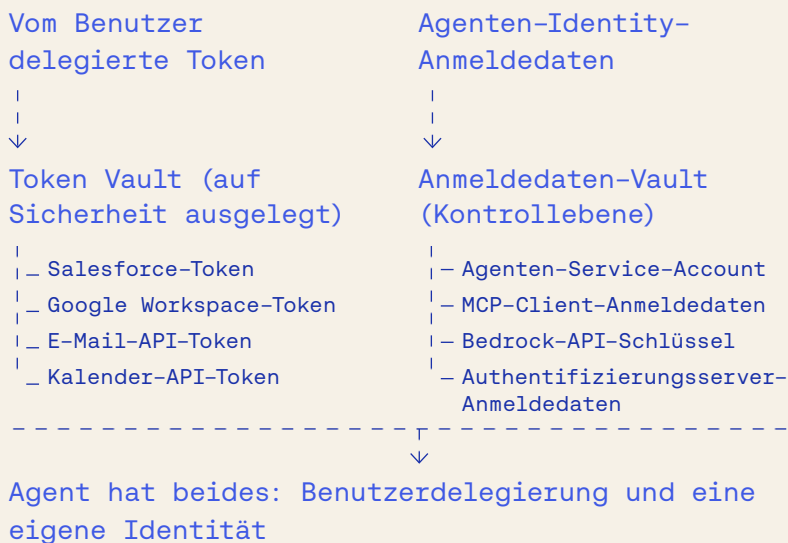 Vom Benutzer
delegierte Token
Token Vault (auf
Sicherheit ausgelegt)
Salesforce-Token
Google Workspace-Token
E-Mail-API-Token
Kalender-API-Token
Agenten-Identity-
Anmeldedaten
Anmeldedaten-Vault
(Kontrollebene)
Agenten-Service-Account
MCP-Client-Anmeldedaten
Bedrock-API-Schlüssel
Authentifizierungsserver-
Anmeldedaten
Agent hat beides: Benutzerdelegierung und eine
eigene Identität